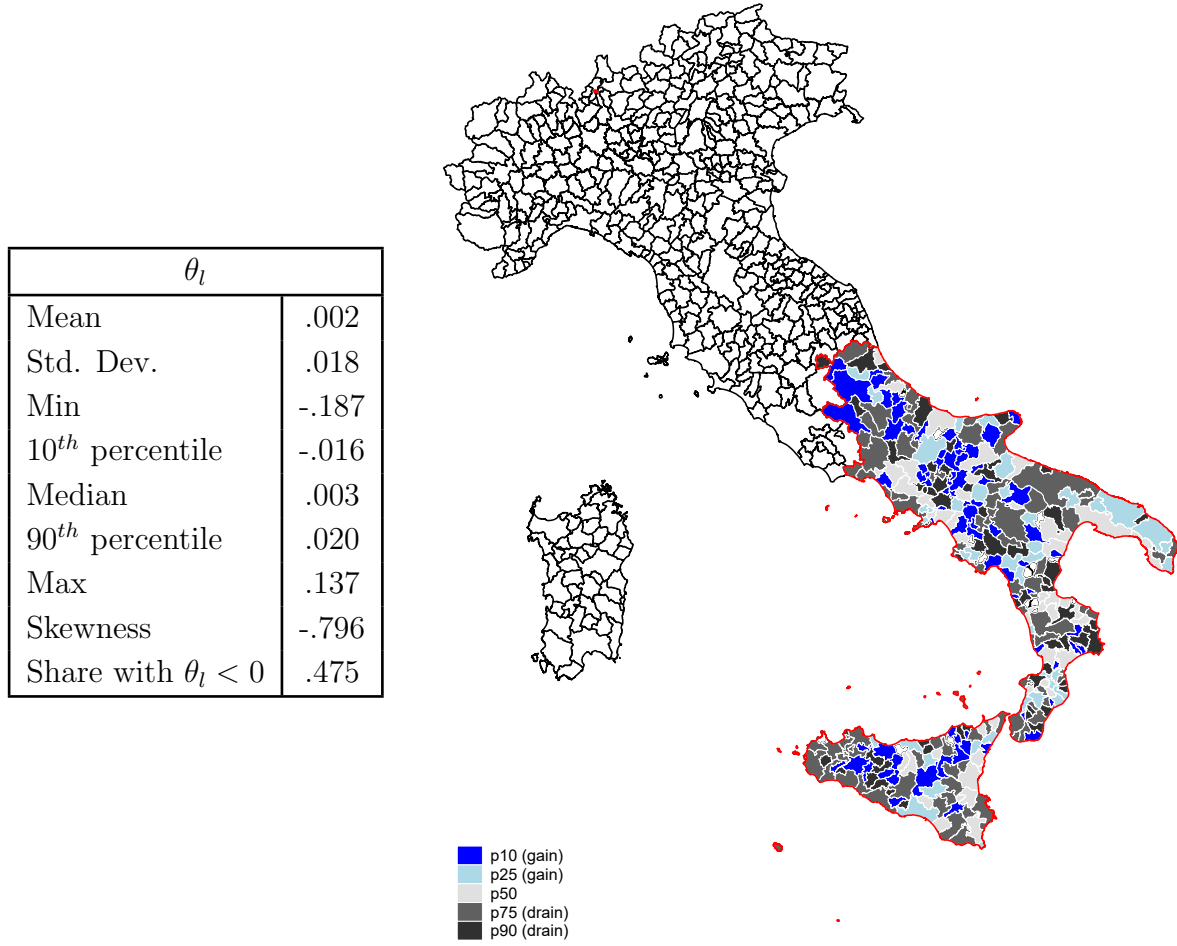 θ_l
Mean .002
Std. Dev. .018
Min -.187
10^th percentile -.016
Median .003
90^th percentile .020
Max .137
Skewness -.796
Share with θ_l < 0 .475
p10 (gain)
p25 (gain)
p50
p75 (drain)
p90 (drain)